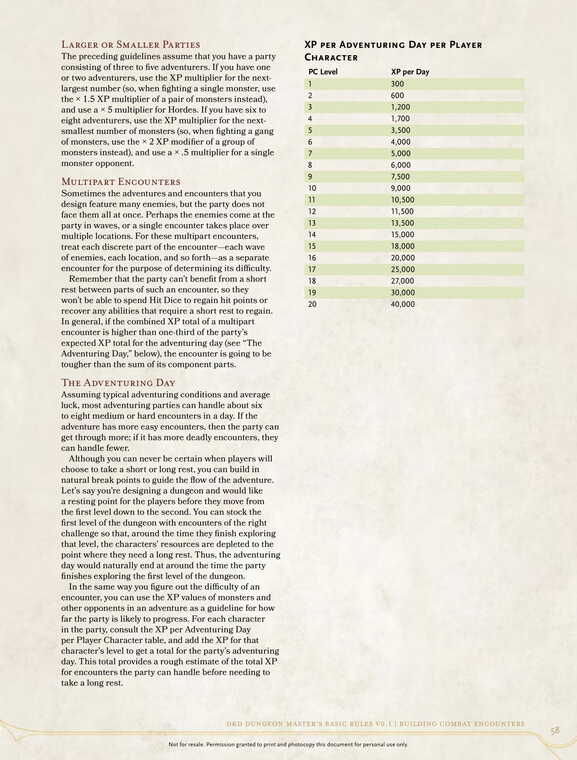 Larger or Smaller Parties
The preceding guidelines assume that you have a party
consisting of three to five adventurers. If you have one
or two adventurers, use the XP multiplier for the next-
largest number (so, when fighting a single monster, use
the × 1.5 XP multiplier of a pair of monsters instead),
and use a × 5 multiplier for Hordes. If you have six to
eight adventurers, use the XP multiplier for the next-
smallest number of monsters (so, when fighting a gang
of monsters, use the × 2 XP modifier of a group of
monsters instead), and use a × .5 multiplier for a single
monster opponent.
Multipart Encounters
Sometimes the adventures and encounters that you
design feature many enemies, but the party does not
face them all at once. Perhaps the enemies come at the
party in waves, or a single encounter takes place over
multiple locations. For these multipart encounters,
treat each discrete part of the encounter—each wave
of enemies, each location, and so forth—as a separate
encounter for the purpose of determining its difficulty.
Remember that the party can't benefit from a short
rest between parts of such an encounter, so they
won't be able to spend Hit Dice to regain hit points or
recover any abilities that require a short rest to regain.
In general, if the combined XP total of a multipart
encounter is higher than one-third of the party's
expected XP total for the adventuring day (see "The
Adventuring Day," below), the encounter is going to be
tougher than the sum of its component parts.
The Adventuring Day
Assuming typical adventuring conditions and average
luck, most adventuring parties can handle about six
to eight medium or hard encounters in a day. If the
adventure has more easy encounters, then the party can
get through more; if it has more deadly encounters, they
can handle fewer.
Although you can never be certain when players will
choose to take a short or long rest, you can build in
natural break points to guide the flow of the adventure.
Let's say you're designing a dungeon and would like
a resting point for the players before they move from
the first level down to the second. You can stock the
first level of the dungeon with encounters of the right
challenge so that, around the time they finish exploring
that level, the characters' resources are depleted to the
point where they need a long rest. Thus, the adventuring
day would naturally end at around the time the party
finishes exploring the first level of the dungeon.
In the same way you figure out the difficulty of an
encounter, you can use the XP values of monsters and
other opponents in an adventure as a guideline for how
far the party is likely to progress. For each character
in the party, consult the XP per Adventuring Day
per Player Character table, and add the XP for that
character's level to get a total for the party's adventuring
day. This total provides a rough estimate of the total XP
for encounters the party can handle before needing to
take a long rest.
XP per Adventuring Day per Player
Character
PC Level XP per Day
1 300
2 600
3 1,200
4 1,700
5 3,500
6 4,000
7 5,000
8 6,000
9 7,500
10 9,000
11 10,500
12 11,500
13 13,500
14 15,000
15 18,000
16 20,000
17 25,000
18 27,000
19 30,000
20 40,000
D&D Dungeon Master's Basic Rules v0.1 | Building Combat Encounters
58
Not for resale. Permission granted to print and photocopy this document for personal use only.